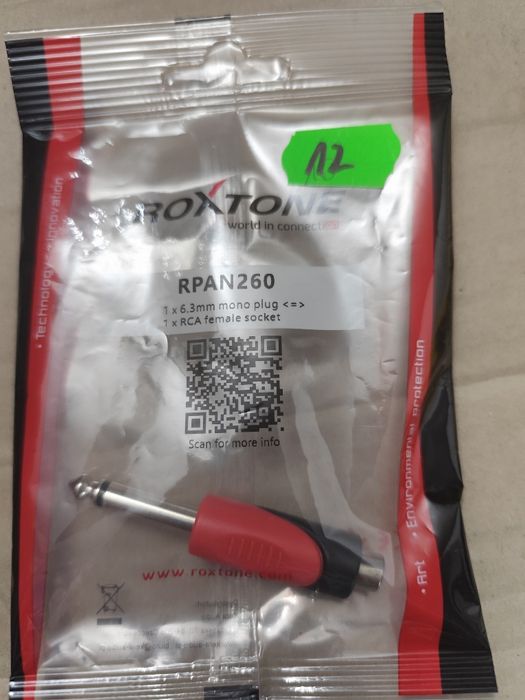 12
ROXTONE
world in connection
RPAN260
1 x 6.3mm mono plug <=>
1 x RCA female socket
Scan for more info
• Technology • Innovation
• Art • Environmental Protection
www.roxtone.com